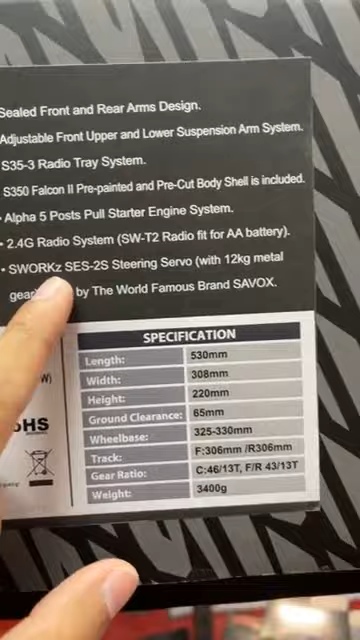 Sealed Front and Rear Arms Design.
Adjustable Front Upper and Lower Suspension Arm System.
S35-3 Radio Tray System.
S350 Falcon II Pre-painted and Pre-Cut Body Shell is included.
• Alpha 5 Posts Pull Starter Engine System.
• 2.4G Radio System (SW-T2 Radio fit for AA battery).
• SWORKz SES-2S Steering Servo (with 12kg metal
gear) by The World Famous Brand SAVOX.
SPECIFICATION
Length: 530mm
Width: 308mm
Height: 220mm
Ground Clearance: 65mm
Wheelbase: 325-330mm
Track: F:306mm /R306mm
Gear Ratio: C:46/13T, F/R 43/13T
Weight: 3400g
W)
oHS